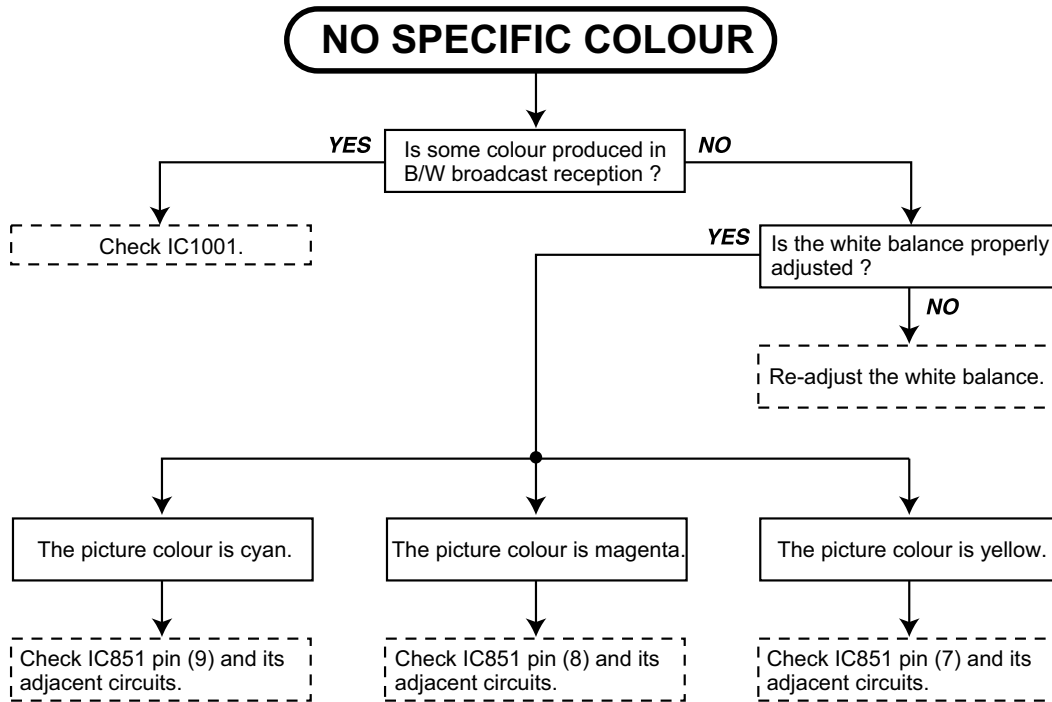 NO SPECIFIC COLOUR
YES
Is some colour produced in
B/W broadcast reception ?
NO
Check IC1001.
YES
Is the white balance properly
adjusted ?
NO
Re-adjust the white balance.
The picture colour is cyan.
The picture colour is magenta.
The picture colour is yellow.
Check IC851 pin (9) and its
adjacent circuits.
Check IC851 pin (8) and its
adjacent circuits.
Check IC851 pin (7) and its
adjacent circuits.